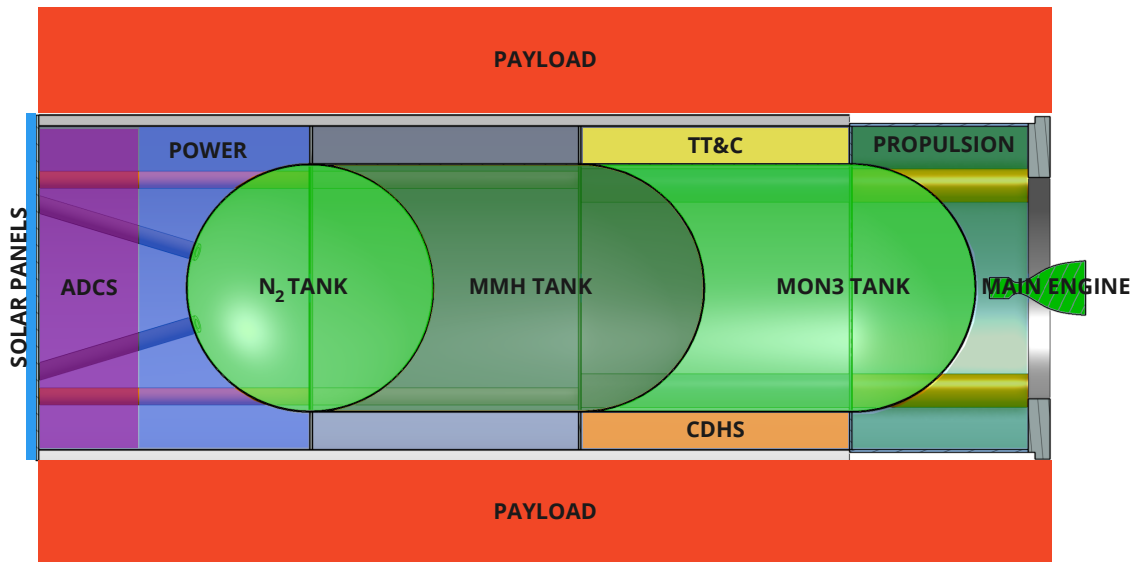 PAYLOAD
POWER
TT&C
PROPULSION
SOLAR PANELS
ADCS
N2 TANK
MMH TANK
MON3 TANK
MAIN ENGINE
CDHS
PAYLOAD